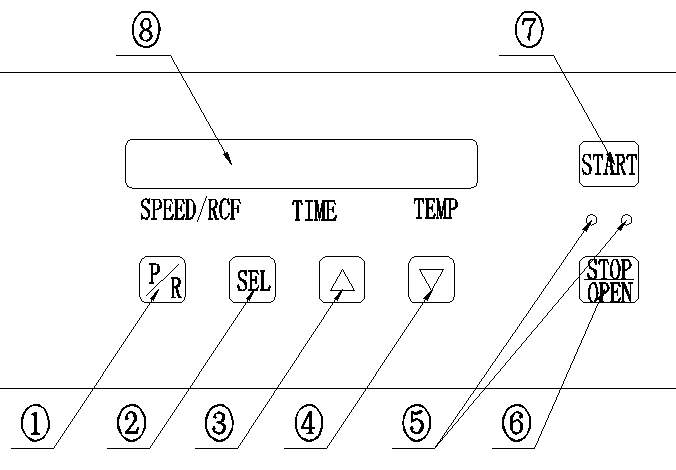 ⑧ ⑦
START
SPEED/RCF TIME TEMP
P/R SEL STOP
OPEN
① ② ③ ④ ⑤ ⑥